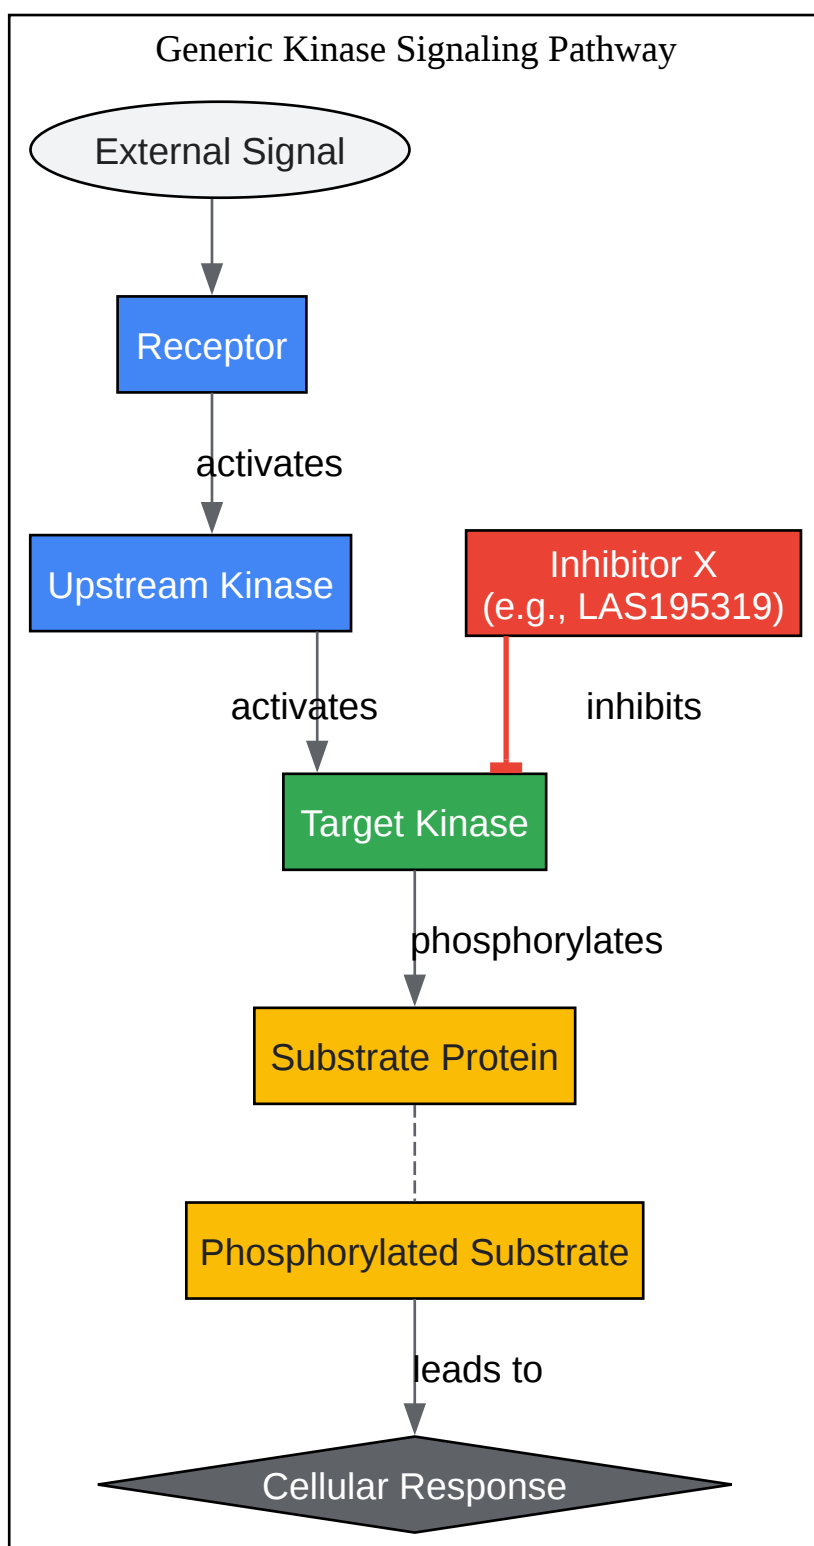 Generic Kinase Signaling Pathway
External Signal
Receptor
activates
Upstream Kinase
Inhibitor X
(e.g., LAS195319)
activates
inhibits
Target Kinase
phosphorylates
Substrate Protein
Phosphorylated Substrate
leads to
Cellular Response